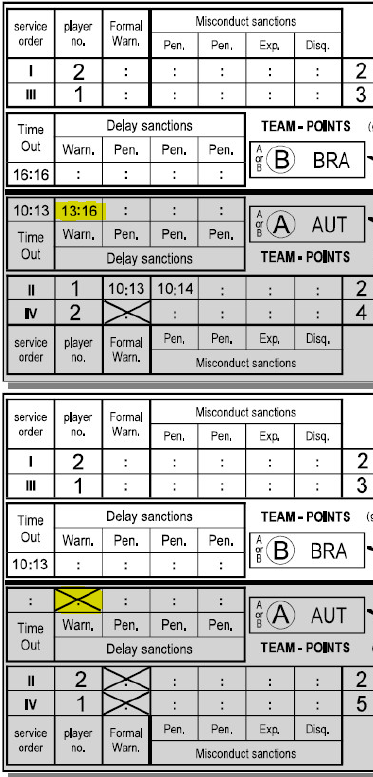 service order player no. Formal Warn. Misconduct sanctions
Pen. Pen. Exp. Disq.
I 2 : : : : : 2
III 1 : : : : : 3
Time Out Delay sanctions TEAM - POINTS
Warn. Pen. Pen. Pen. A or B B BRA
16:16 : : : :
10:13 13:16 : : : A or B A AUT
Time Out Warn. Pen. Pen. Pen.
Delay sanctions TEAM - POINTS
II 1 10:13 10:14 : : : 2
IV 2 : : : : : 4
service order player no. Formal Warn. Pen. Pen. Exp. Disq.
Misconduct sanctions
service order player no. Formal Warn. Misconduct sanctions
Pen. Pen. Exp. Disq.
I 2 : : : : : 2
III 1 : : : : : 3
Time Out Delay sanctions TEAM - POINTS
Warn. Pen. Pen. Pen. A or B B BRA
10:13 : : : :
: : : : : A or B A AUT
Time Out Warn. Pen. Pen. Pen.
Delay sanctions TEAM - POINTS
II 2 : : : : : 2
IV 1 : : : : : 5
service order player no. Formal Warn. Pen. Pen. Exp. Disq.
Misconduct sanctions